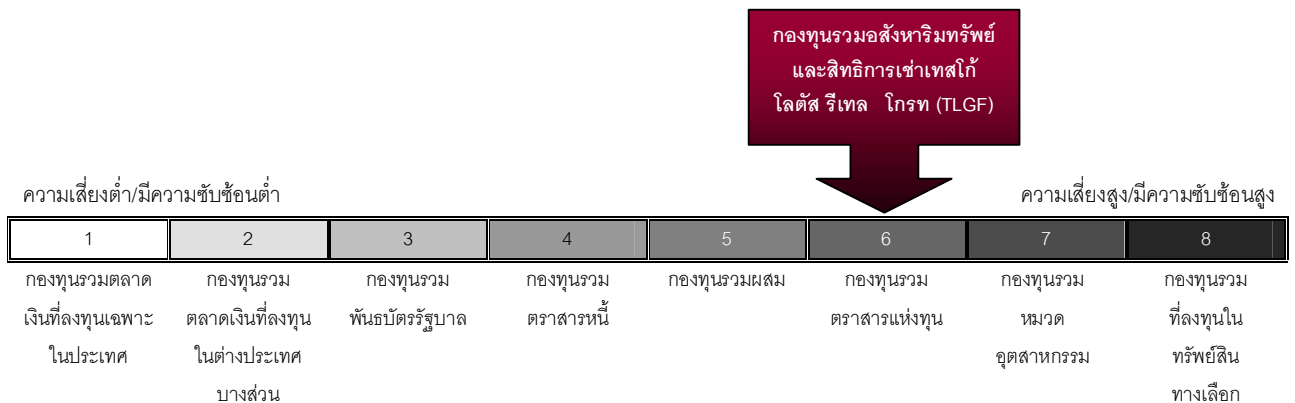 กองทุนรวมอสังหาริมทรัพย์
และสิทธิการเช่าเทสโก้
โลตัส รีเทล โกรท (TLGF)
ความเสี่ยงต่ำ/มีความซับซ้อนต่ำ ความเสี่ยงสูง/มีความซับซ้อนสูง
1 2 3 4 5 6 7 8
กองทุนรวมตลาด กองทุนรวม กองทุนรวม กองทุนรวม กองทุนรวมผสม กองทุนรวม กองทุนรวม กองทุนรวม
เงินที่ลงทุนเฉพาะ ตลาดเงินที่ลงทุน พันธบัตรรัฐบาล ตราสารหนี้ ตราสารแห่งทุน หมวด ที่ลงทุนใน
ในประเทศ ในต่างประเทศ อุตสาหกรรม ทรัพย์สิน
บางส่วน ทางเลือก